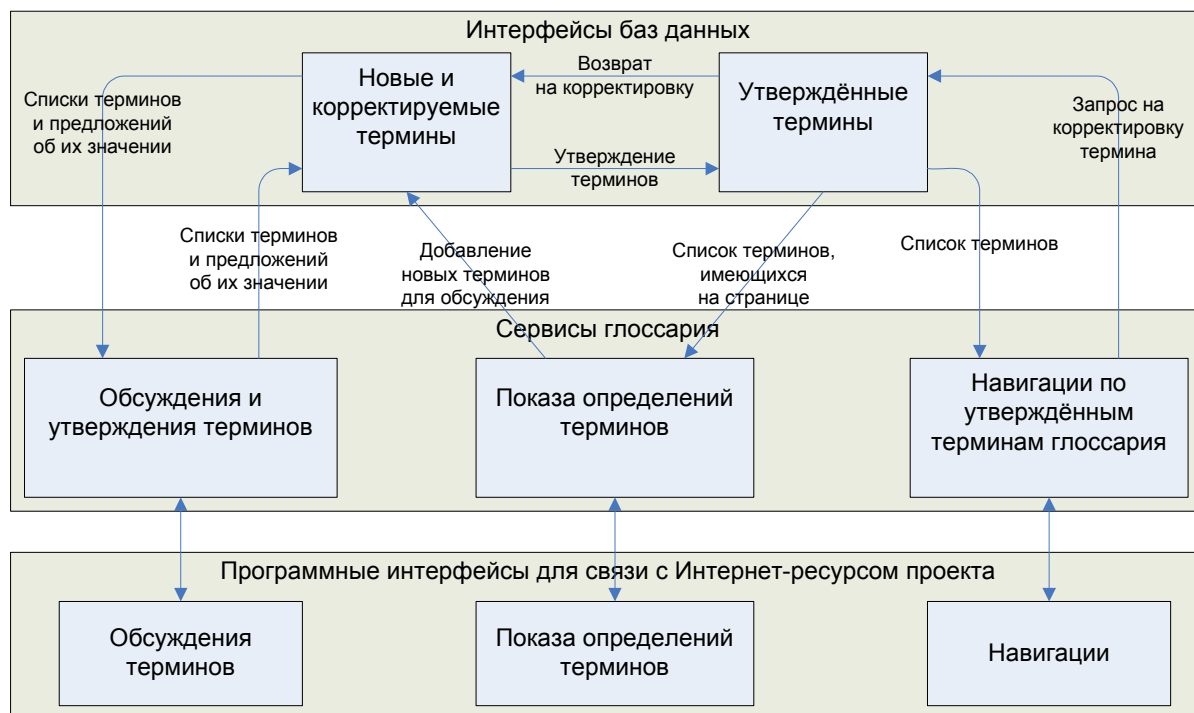 Интерфейсы баз данных
Новые и
корректируемые
термины
Возврат
на корректировку
Утверждённые
термины
Списки терминов
и предложений
об их значении
Запрос на
корректировку
термина
Утверждение
терминов
Списки терминов
и предложений
об их значении
Добавление
новых терминов
для обсуждения
Список терминов,
имеющихся
на странице
Список терминов
Сервисы глоссария
Обсуждения и
утверждения терминов
Показа определений
терминов
Навигации по
утверждённым
терминам глоссария
Программные интерфейсы для связи с Интернет-ресурсом проекта
Обсуждения
терминов
Показа определений
терминов
Навигации